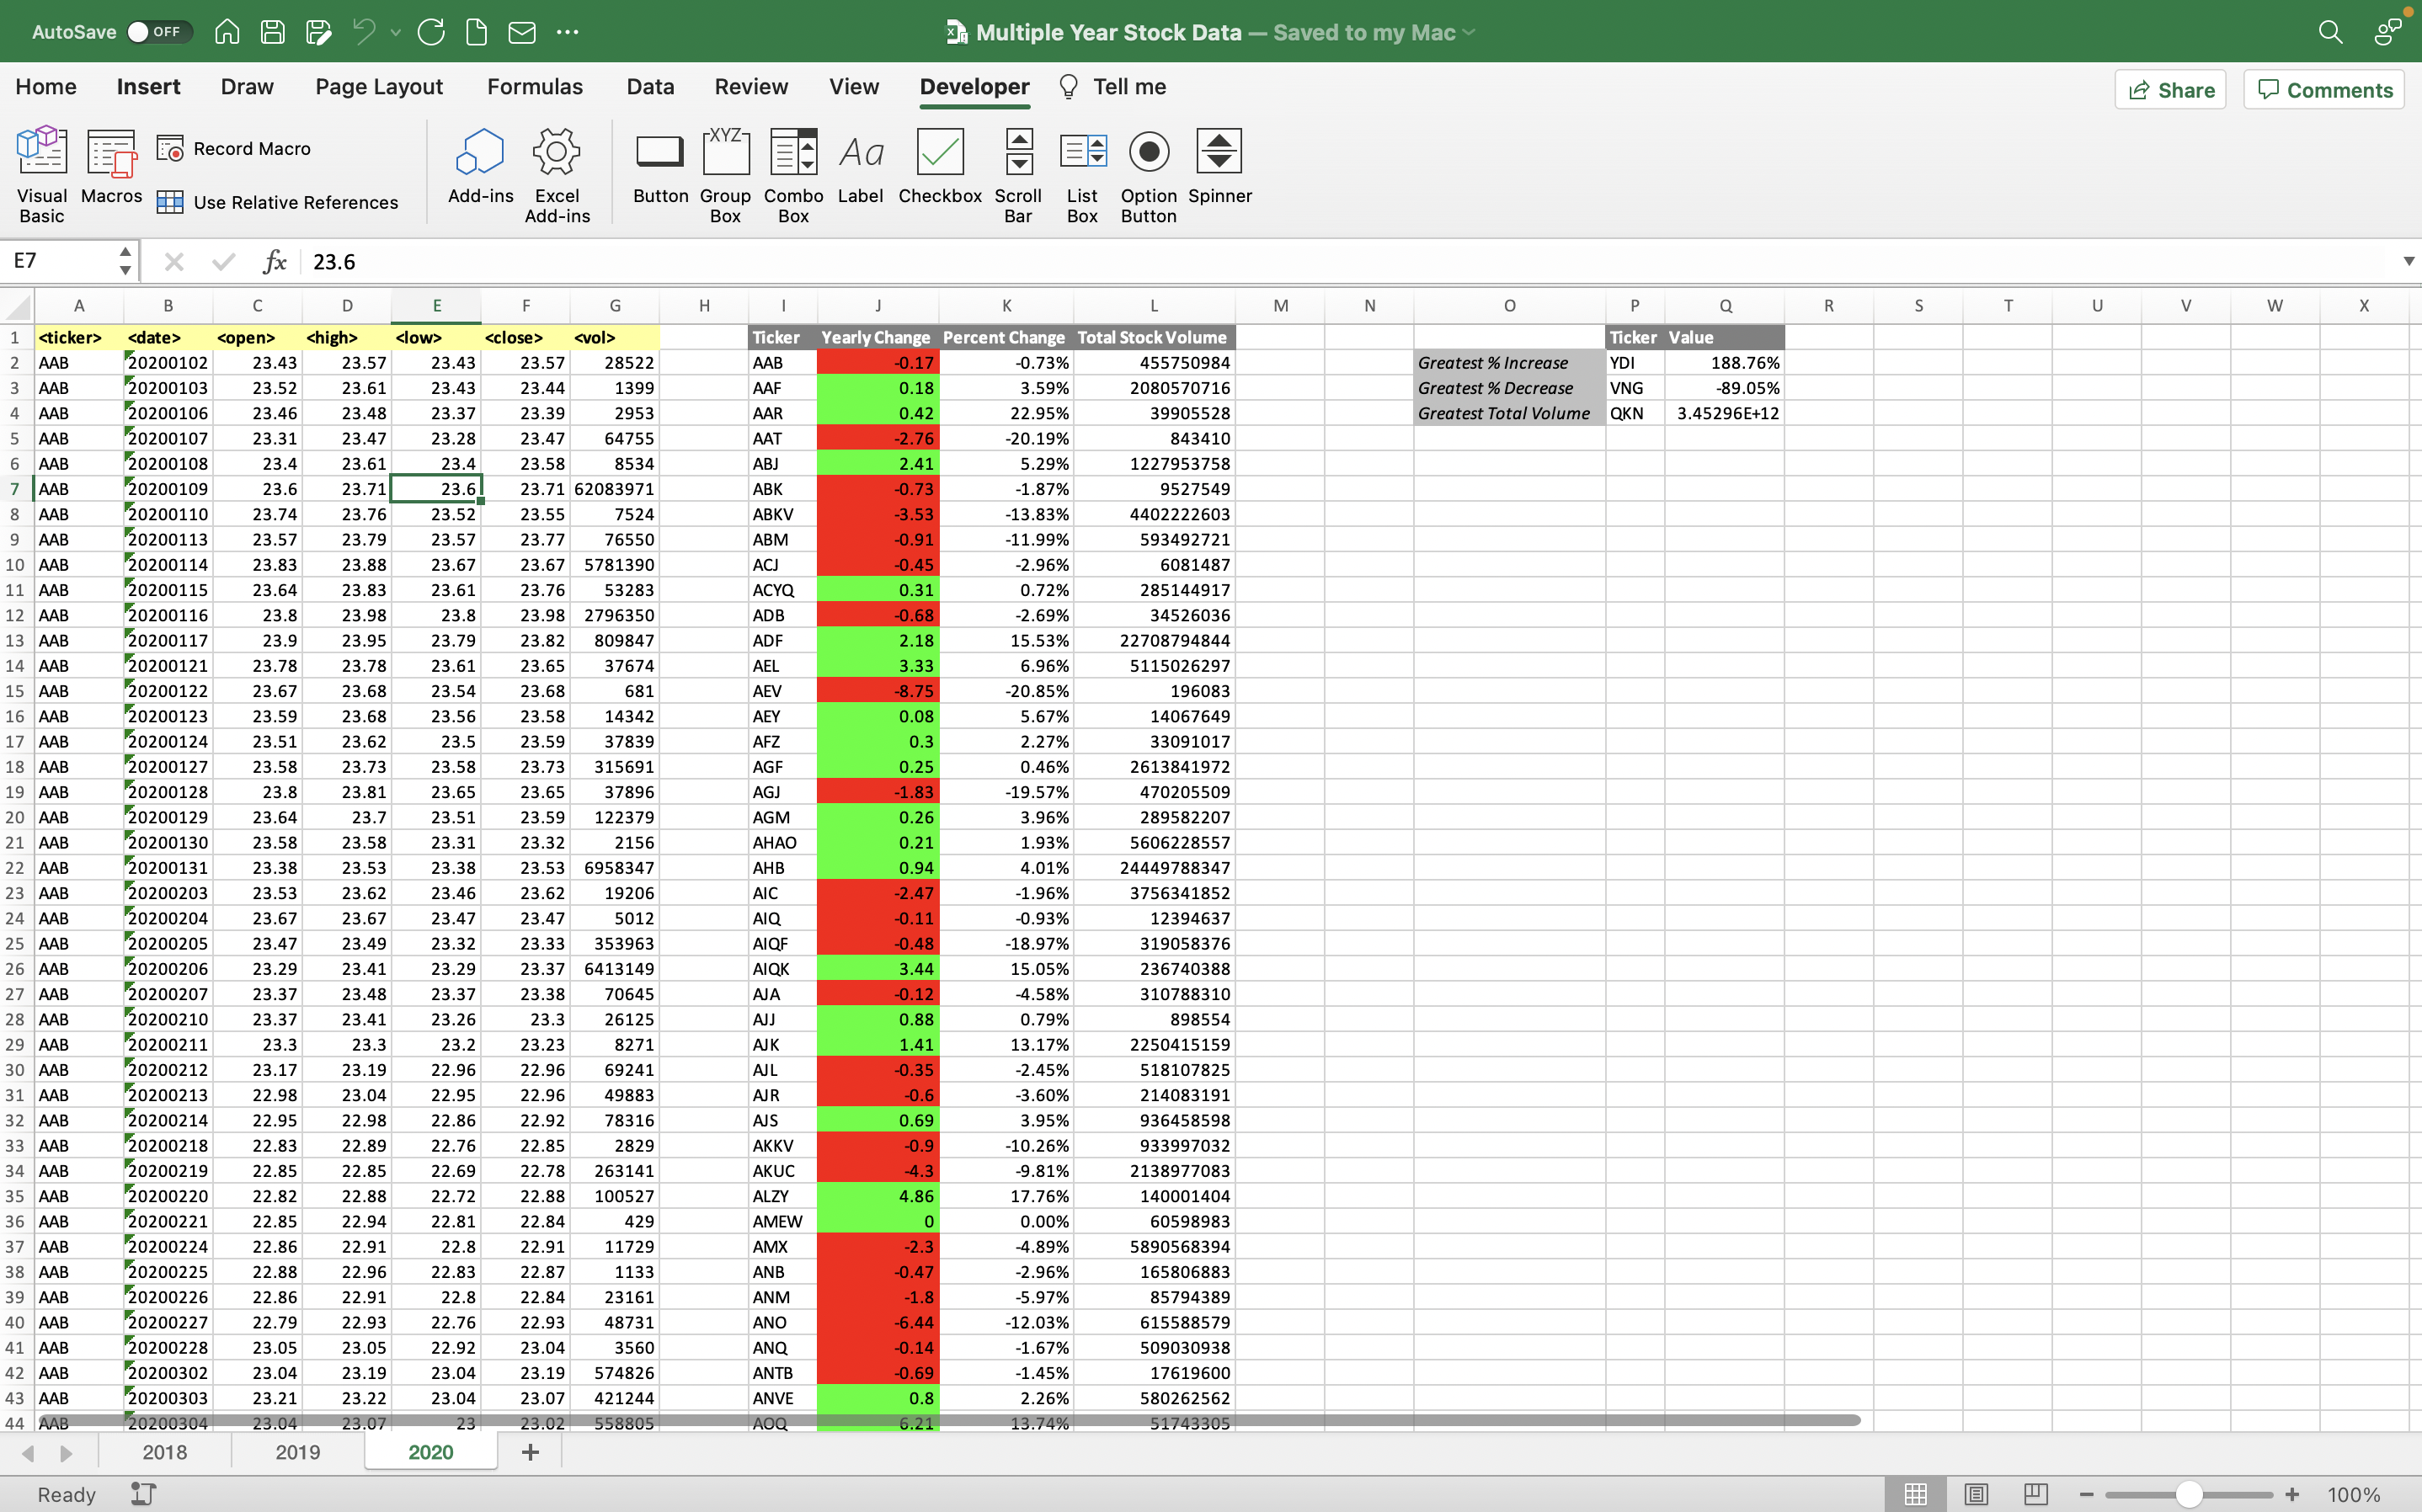 AutoSave OFF Multiple Year Stock Data — Saved to my Mac
Home Insert Draw Page Layout Formulas Data Review View Developer Tell me Share Comments
Visual Basic Macros Record Macro Use Relative References Add-ins Excel Add-ins Button XYZ Group Box Combo Box Aa Label Checkbox Scroll Bar List Box Option Button Spinner
E7 fx 23.6
A B C D E F G H I J K L M N O P Q R S T U V W X
1 <ticker> <date> <open> <high> <low> <close> <vol> Ticker Yearly Change Percent Change Total Stock Volume Ticker Value
2 AAB 20200102 23.43 23.57 23.43 23.57 28522 AAB -0.17 -0.73% 455750984 Greatest % Increase YDI 188.76%
3 AAB 20200103 23.52 23.61 23.43 23.44 1399 AAF 0.18 3.59% 2080570716 Greatest % Decrease VNG -89.05%
4 AAB 20200106 23.46 23.48 23.37 23.39 2953 AAR 0.42 22.95% 39905528 Greatest Total Volume QKN 3.45296E+12
5 AAB 20200107 23.31 23.47 23.28 23.47 64755 AAT -2.76 -20.19% 843410
6 AAB 20200108 23.4 23.61 23.4 23.58 8534 ABJ 2.41 5.29% 1227953758
7 AAB 20200109 23.6 23.71 23.6 23.71 62083971 ABK -0.73 -1.87% 9527549
8 AAB 20200110 23.74 23.76 23.52 23.55 7524 ABKV -3.53 -13.83% 4402222603
9 AAB 20200113 23.57 23.79 23.57 23.77 76550 ABM -0.91 -11.99% 593492721
10 AAB 20200114 23.83 23.88 23.67 23.67 5781390 ACJ -0.45 -2.96% 6081487
11 AAB 20200115 23.64 23.83 23.61 23.76 53283 ACYQ 0.31 0.72% 285144917
12 AAB 20200116 23.8 23.98 23.8 23.98 2796350 ADB -0.68 -2.69% 34526036
13 AAB 20200117 23.9 23.95 23.79 23.82 809847 ADF 2.18 15.53% 22708794844
14 AAB 20200121 23.78 23.78 23.61 23.65 37674 AEL 3.33 6.96% 5115026297
15 AAB 20200122 23.67 23.68 23.54 23.68 681 AEV -8.75 -20.85% 196083
16 AAB 20200123 23.59 23.68 23.56 23.58 14342 AEY 0.08 5.67% 14067649
17 AAB 20200124 23.51 23.62 23.5 23.59 37839 AFZ 0.3 2.27% 33091017
18 AAB 20200127 23.58 23.73 23.58 23.73 315691 AGF 0.25 0.46% 2613841972
19 AAB 20200128 23.8 23.81 23.65 23.65 37896 AGJ -1.83 -19.57% 470205509
20 AAB 20200129 23.64 23.7 23.51 23.59 122379 AGM 0.26 3.96% 289582207
21 AAB 20200130 23.58 23.58 23.31 23.32 2156 AHAO 0.21 1.93% 5606228557
22 AAB 20200131 23.38 23.53 23.38 23.53 6958347 AHB 0.94 4.01% 24449788347
23 AAB 20200203 23.53 23.62 23.46 23.62 19206 AIC -2.47 -1.96% 3756341852
24 AAB 20200204 23.67 23.67 23.47 23.47 5012 AIQ -0.11 -0.93% 12394637
25 AAB 20200205 23.47 23.49 23.32 23.33 353963 AIQF -0.48 -18.97% 319058376
26 AAB 20200206 23.29 23.41 23.29 23.37 6413149 AIQK 3.44 15.05% 236740388
27 AAB 20200207 23.37 23.48 23.37 23.38 70645 AJA -0.12 -4.58% 310788310
28 AAB 20200210 23.37 23.41 23.26 23.3 26125 AJJ 0.88 0.79% 898554
29 AAB 20200211 23.3 23.3 23.2 23.23 8271 AJK 1.41 13.17% 2250415159
30 AAB 20200212 23.17 23.19 22.96 22.96 69241 AJL -0.35 -2.45% 518107825
31 AAB 20200213 22.98 23.04 22.95 22.96 49883 AJR -0.6 -3.60% 214083191
32 AAB 20200214 22.95 22.98 22.86 22.92 78316 AJS 0.69 3.95% 936458598
33 AAB 20200218 22.83 22.89 22.76 22.85 2829 AKKV -0.9 -10.26% 933997032
34 AAB 20200219 22.85 22.85 22.69 22.78 263141 AKUC -4.3 -9.81% 2138977083
35 AAB 20200220 22.82 22.88 22.72 22.88 100527 ALZY 4.86 17.76% 140001404
36 AAB 20200221 22.85 22.94 22.81 22.84 429 AMEW 0 0.00% 60598983
37 AAB 20200224 22.86 22.91 22.8 22.91 11729 AMX -2.3 -4.89% 5890568394
38 AAB 20200225 22.88 22.96 22.83 22.87 1133 ANB -0.47 -2.96% 165806883
39 AAB 20200226 22.86 22.91 22.8 22.84 23161 ANM -1.8 -5.97% 85794389
40 AAB 20200227 22.79 22.93 22.76 22.93 48731 ANO -6.44 -12.03% 615588579
41 AAB 20200228 23.05 23.05 22.92 23.04 3560 ANQ -0.14 -1.67% 509030938
42 AAB 20200302 23.04 23.19 23.04 23.19 574826 ANTB -0.69 -1.45% 17619600
43 AAB 20200303 23.21 23.22 23.04 23.07 421244 ANVE 0.8 2.26% 580262562
44 AAB 20200304 23.04 23.07 23 23.02 558805 AOQ 6.21 13.74% 51743305
2018 2019 2020 +
Ready 100%